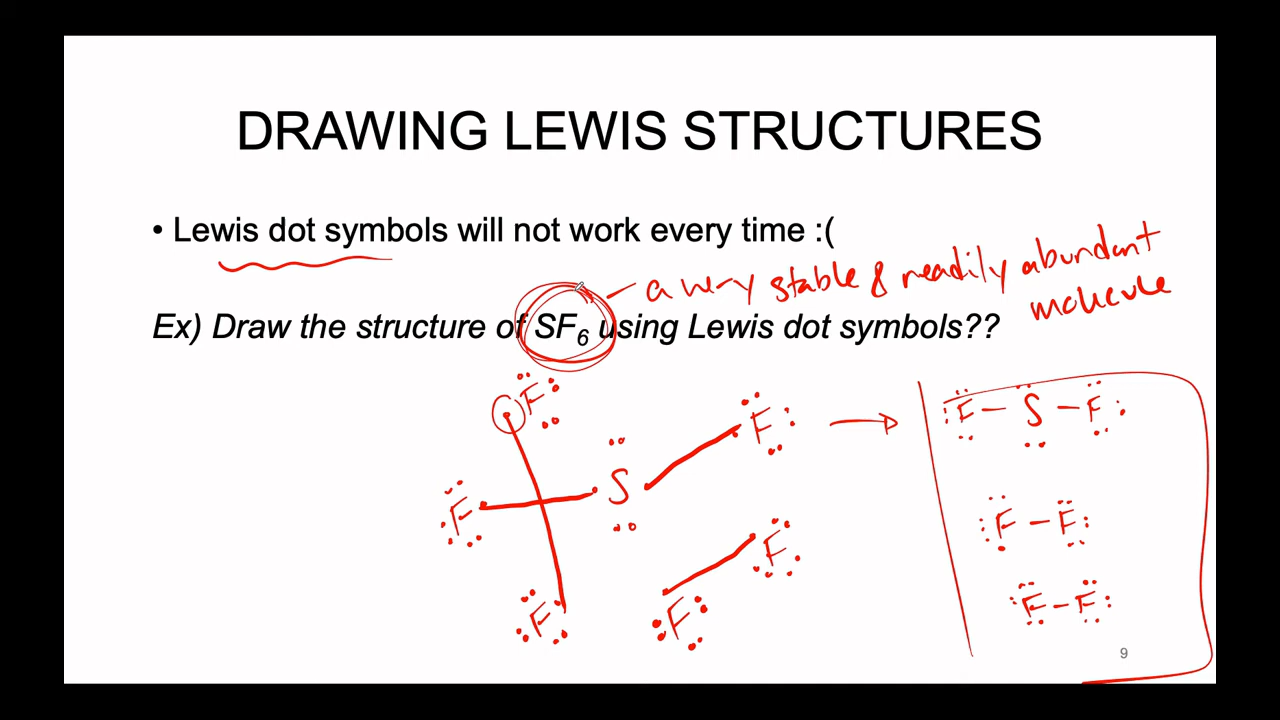 DRAWING LEWIS STRUCTURES
• Lewis dot symbols will not work every time :(
– a very stable & readily abundant
molecule
Ex) Draw the structure of SF₆ using Lewis dot symbols??
F
F
S
F
F
F
F
→
F – S – F
F – F
F – F
9